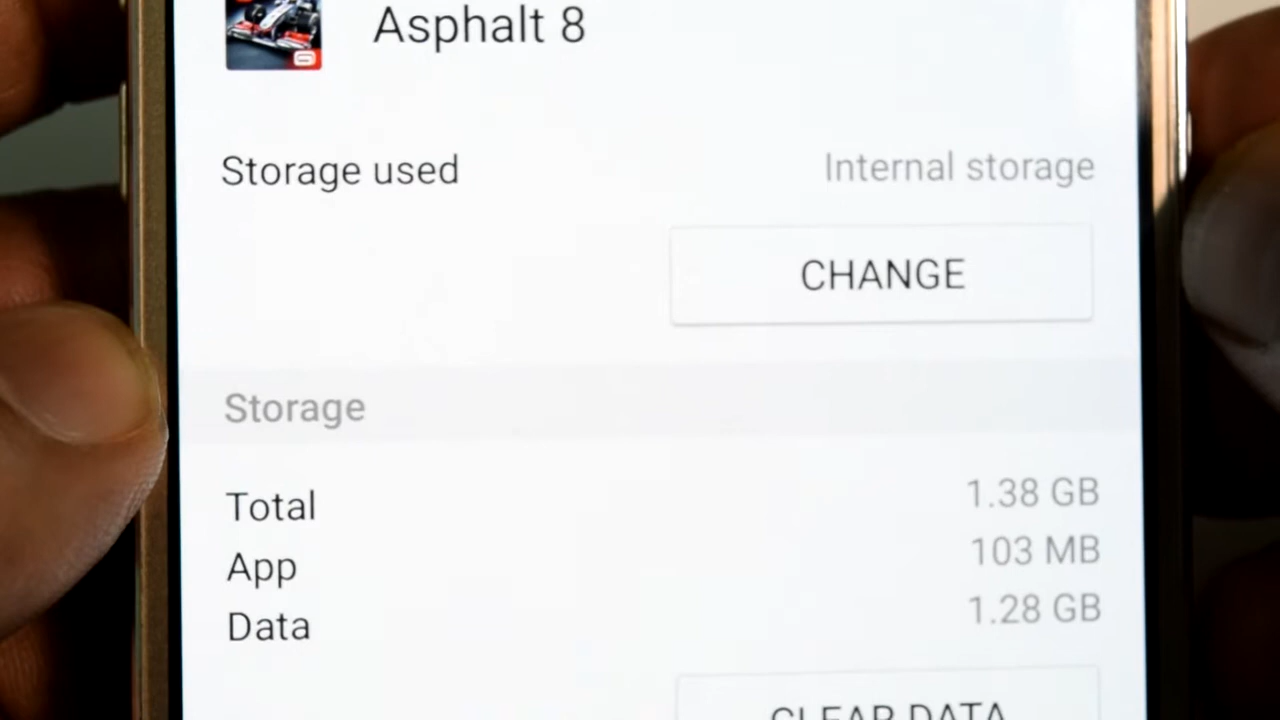 Asphalt 8
Storage used
Internal storage
CHANGE
Storage
Total 1.38 GB
App 103 MB
Data 1.28 GB
CLEAR DATA